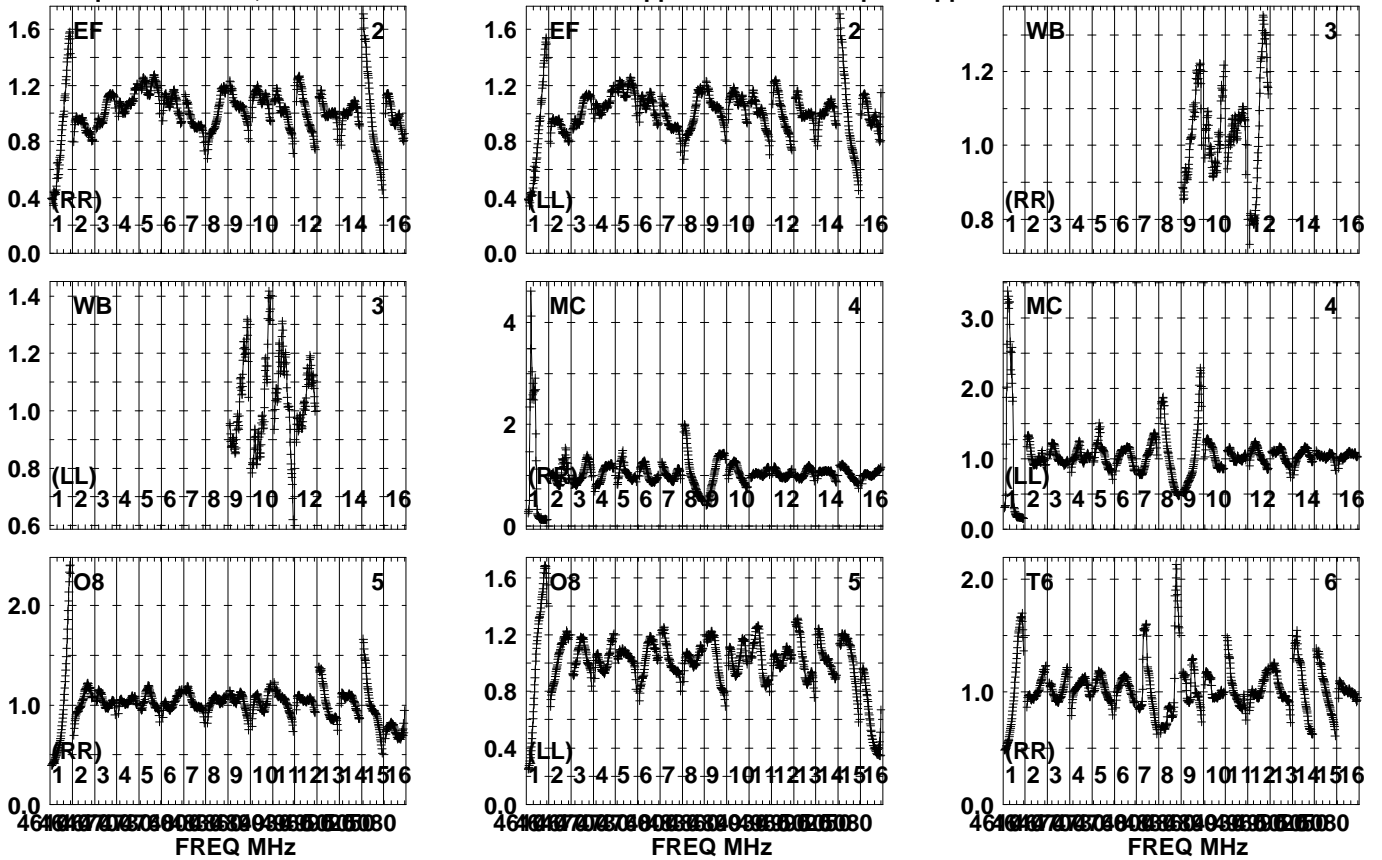 EF 2
1.6
1.2
0.8
0.4
0.0
(RR)
1 2 3 4 5 6 7 8 9 10 12 14 16
EF 2
1.6
1.2
0.8
0.4
0.0
(LL)
1 2 3 4 5 6 7 8 9 10 12 14 16
WB 3
1.2
1.0
0.8
(RR)
1 2 3 4 5 6 7 8 9 10 12 14 16
WB 3
1.4
1.2
1.0
0.8
0.6
(LL)
1 2 3 4 5 6 7 8 9 10 12 14 16
MC 4
4
2
0
(RR)
1 2 3 4 5 6 7 8 9 10 12 14 16
MC 4
3.0
2.0
1.0
0.0
(LL)
1 2 3 4 5 6 7 8 9 10 12 14 16
O8 5
2.0
1.0
0.0
(RR)
1 2 3 4 5 6 7 8 9 10 11 12 13 14 15 16
FREQ MHz
O8 5
1.6
1.2
0.8
0.4
0.0
(LL)
1 2 3 4 5 6 7 8 9 10 11 12 13 14 15 16
FREQ MHz
T6 6
2.0
1.0
0.0
(RR)
1 2 3 4 5 6 7 8 9 10 11 12 13 14 15 16
FREQ MHz